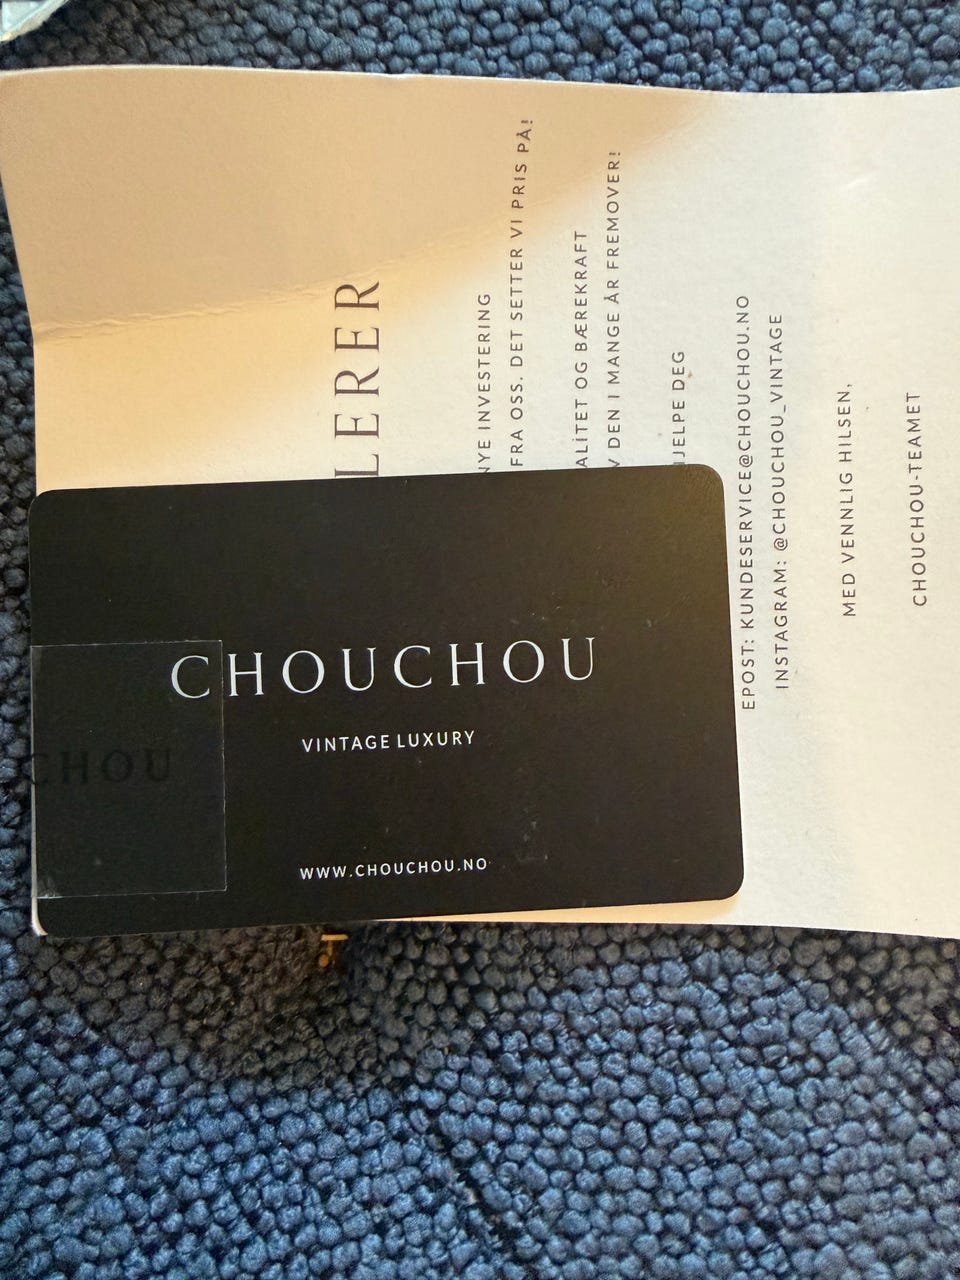 CHOUCHOU
VINTAGE LUXURY
WWW.CHOUCHOU.NO
CHOU
LERER
NYE INVESTERING
FRA OSS. DET SETTER VI PRIS PÅ!
ALITET OG BÆREKRAFT
V DEN I MANGE ÅR FREMOVER!
JELPE DEG
EPOST: KUNDESERVICE@CHOUCHOU.NO
INSTAGRAM: @CHOUCHOU_VINTAGE
MED VENNLIG HILSEN,
CHOUCHOU-TEAMET